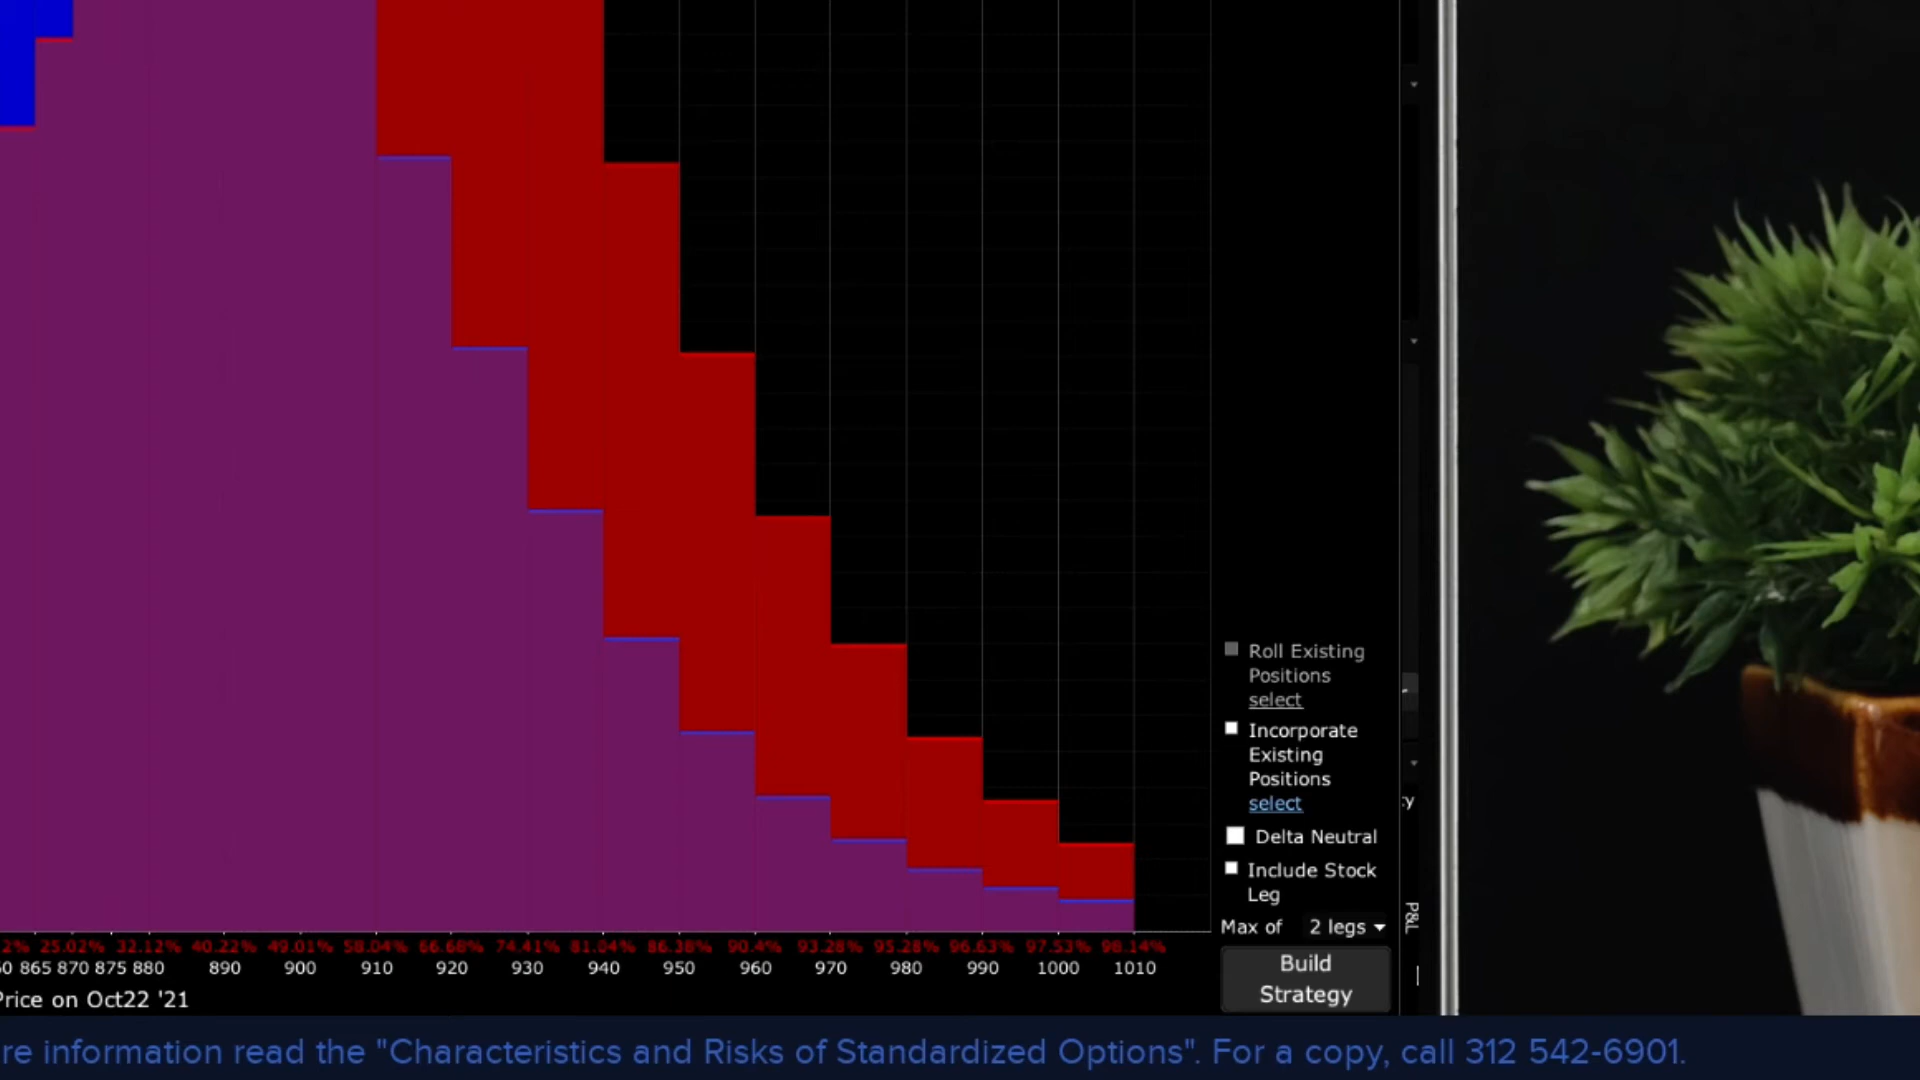 Roll Existing
Positions
select
Incorporate
Existing
Positions
select
Delta Neutral
Include Stock
Leg
Max of 2 legs
Build
Strategy
P&L
2% 25.02% 32.12% 40.22% 49.01% 58.04% 66.68% 74.41% 81.04% 86.38% 90.4% 93.28% 95.28% 96.63% 97.53% 98.14%
0 865 870 875 880 890 900 910 920 930 940 950 960 970 980 990 1000 1010
Price on Oct22 '21
re information read the "Characteristics and Risks of Standardized Options". For a copy, call 312 542-6901.